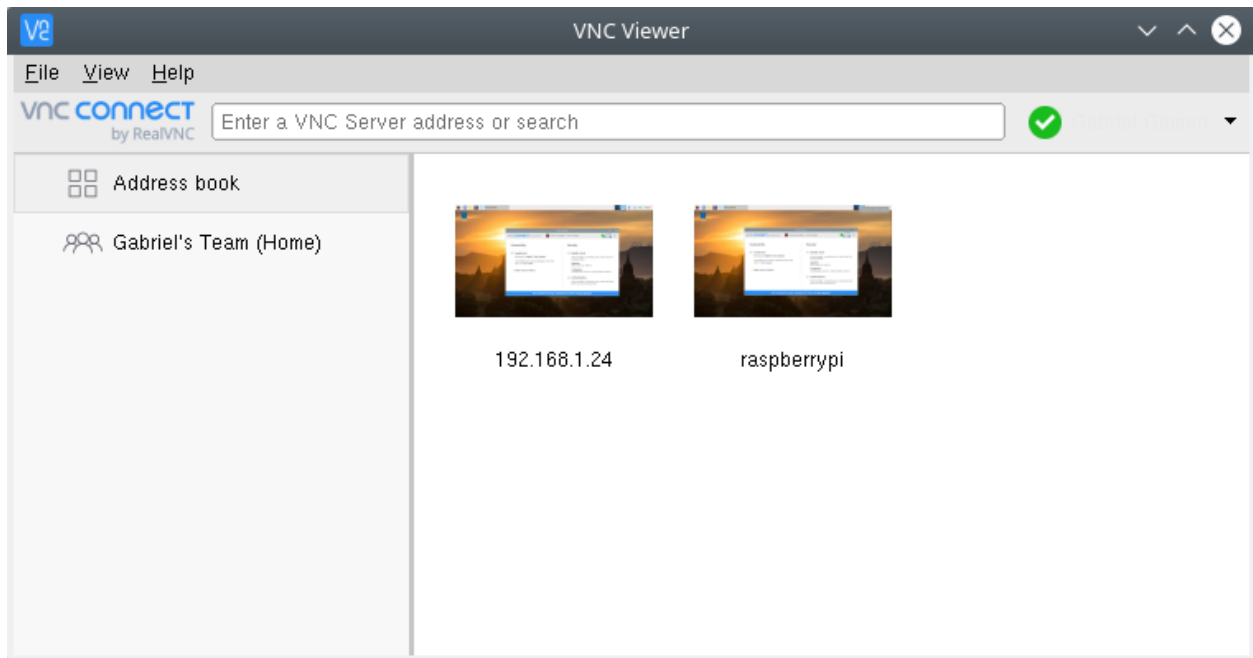 V2
VNC Viewer
File View Help
vnc connect
by RealVNC
Enter a VNC Server address or search
Address book
Gabriel's Team (Home)
192.168.1.24
raspberrypi